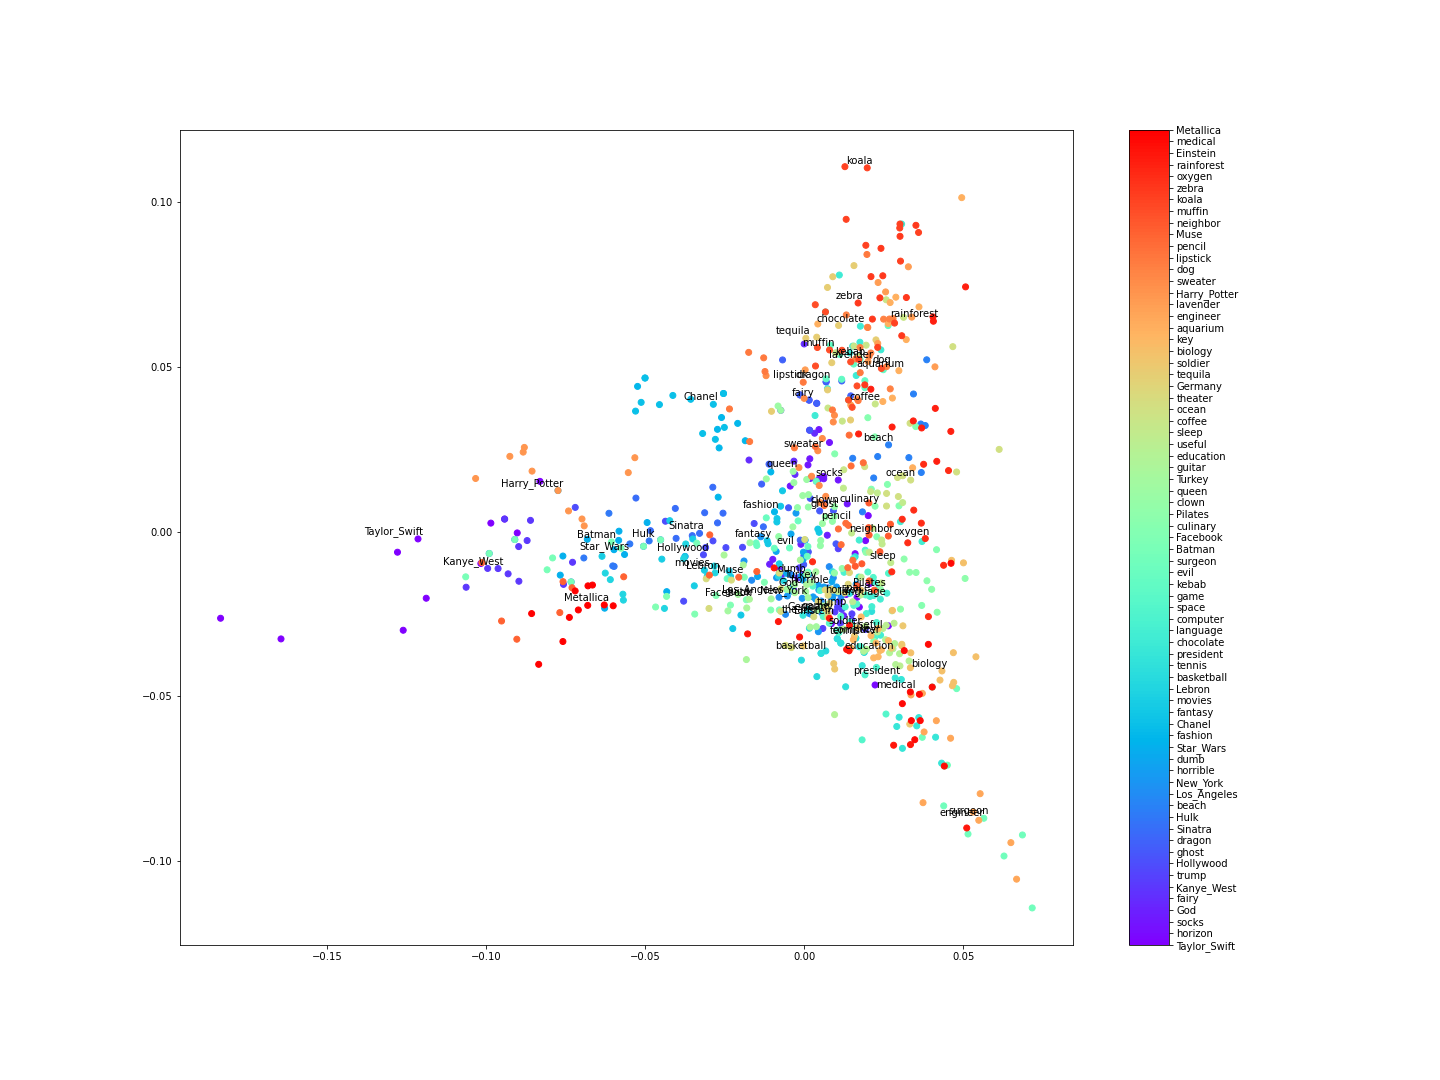 koala
0.10
zebra
rainforest
chocolate
tequila
muffin
kebab
lavender
dog
aquarium
0.05
lipstick
dragon
fairy
coffee
Chanel
beach
sweater
queen
socks
ocean
Harry_Potter
culinary
clown
ghost
fashion
pencil
Sinatra
neighbor
Taylor_Swift
Batman
Hulk
fantasy
oxygen
0.00
evil
Star_Wars
Hollywood
sleep
Kanye_West
movies
Lebron
Muse
dumb
Turkey
God
horrible
Pilates
Los_Angeles
New_York
Facebook
language
Metallica
trump
soldier
useful
tennis
basketball
education
biology
president
−0.05
medical
surgeon
engineer
−0.10
−0.15
−0.10
−0.05
0.00
0.05
Metallica
medical
Einstein
rainforest
oxygen
zebra
koala
muffin
neighbor
Muse
pencil
lipstick
dog
sweater
Harry_Potter
lavender
engineer
aquarium
key
biology
soldier
tequila
Germany
theater
ocean
coffee
sleep
useful
education
guitar
Turkey
queen
clown
Pilates
culinary
Facebook
Batman
surgeon
evil
kebab
game
space
computer
language
chocolate
president
tennis
basketball
Lebron
movies
fantasy
Chanel
fashion
Star_Wars
dumb
horrible
New_York
Los_Angeles
beach
Hulk
Sinatra
dragon
ghost
Hollywood
trump
Kanye_West
fairy
God
socks
horizon
Taylor_Swift